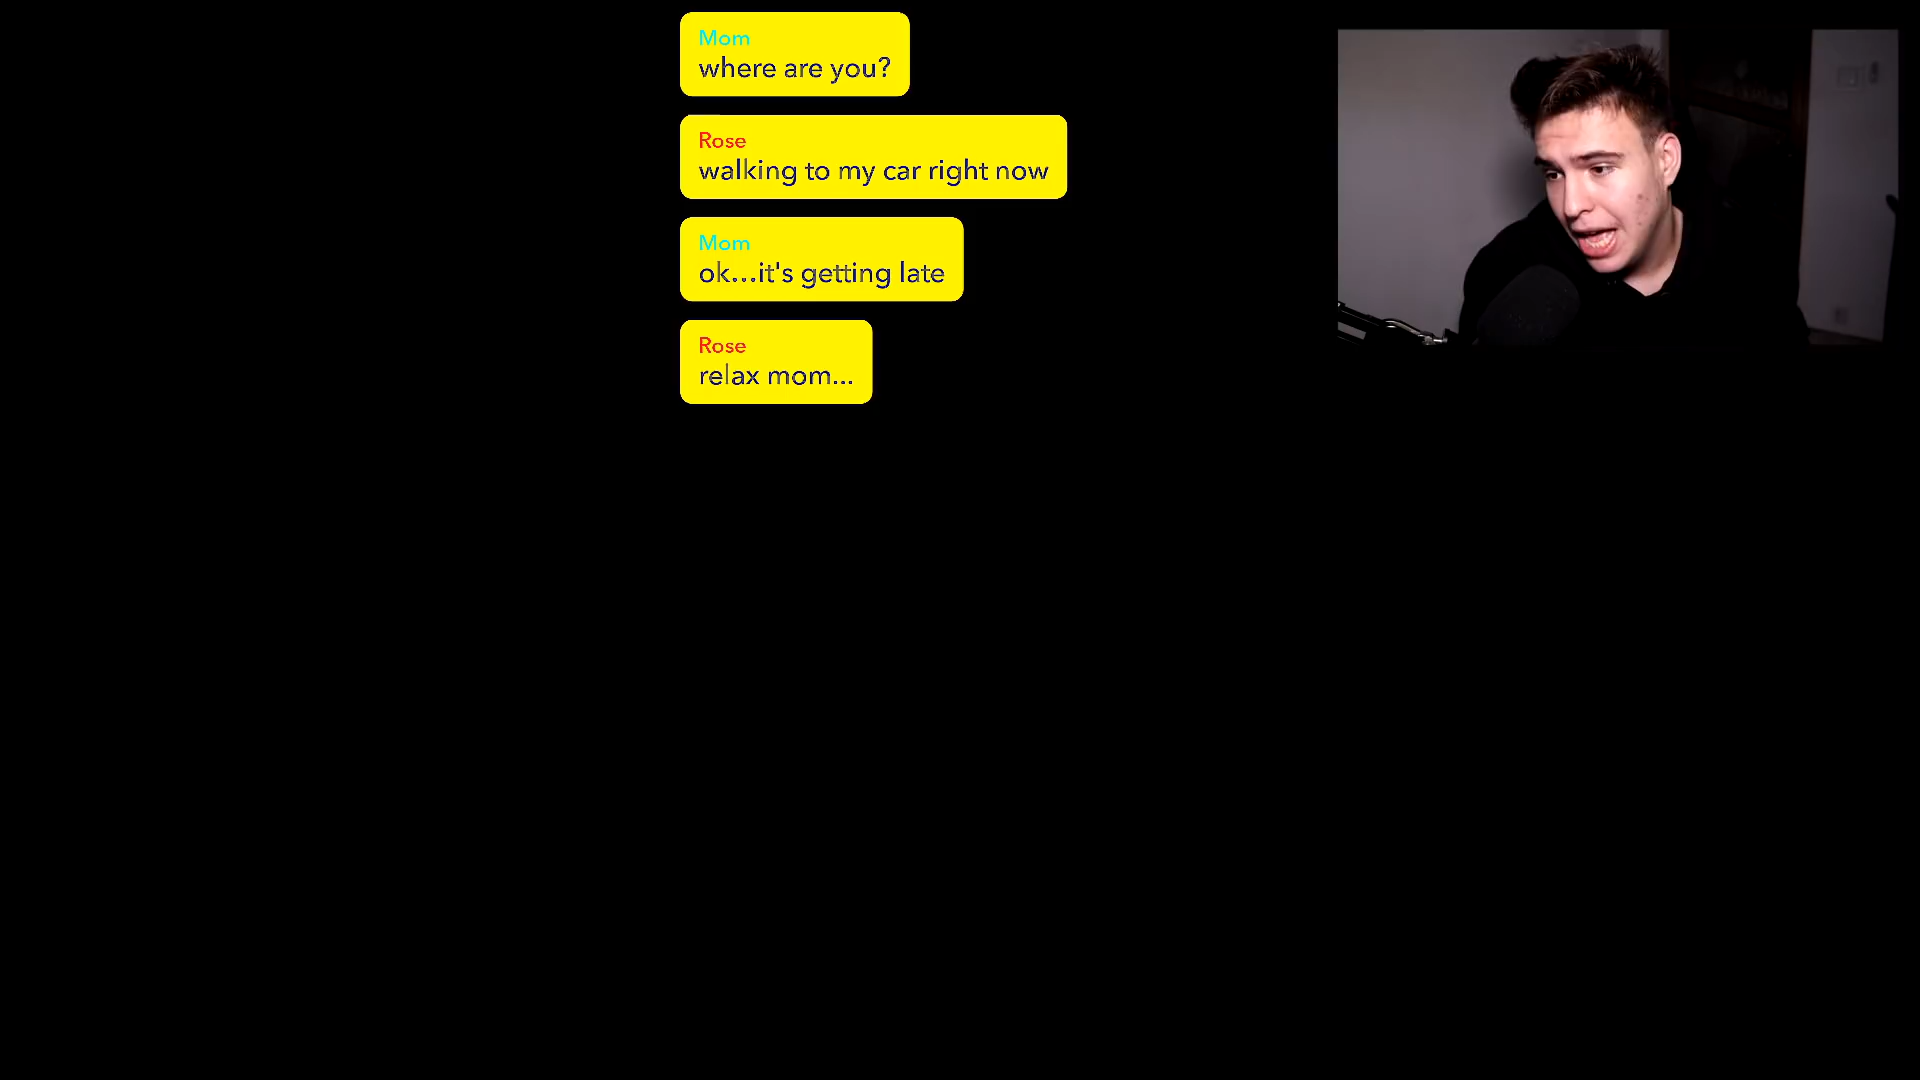 Mom
where are you?
Rose
walking to my car right now
Mom
ok...it's getting late
Rose
relax mom...